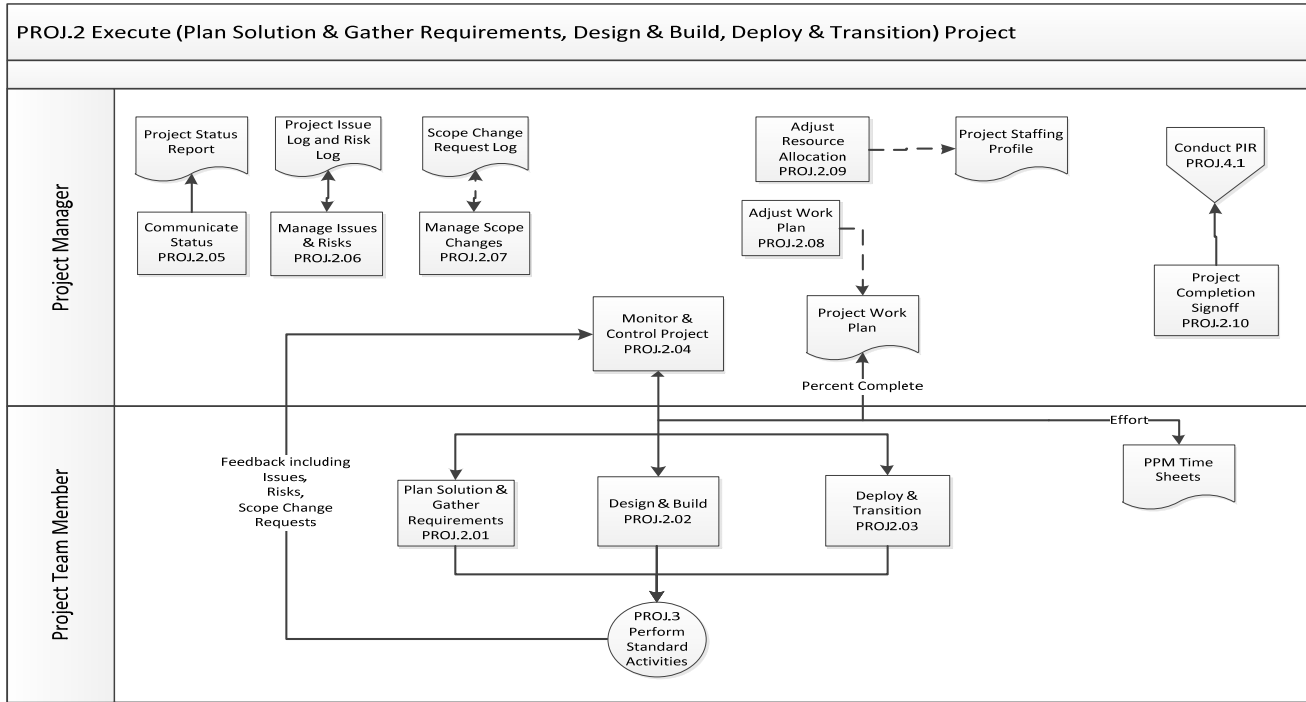 PROJ.2 Execute (Plan Solution & Gather Requirements, Design & Build, Deploy & Transition) Project
Project Manager
Project Status
Report
Project Issue
Log and Risk
Log
Scope Change
Request Log
Adjust
Resource
Allocation
PROJ.2.09
Project Staffing
Profile
Conduct PIR
PROJ.4.1
Communicate
Status
PROJ.2.05
Manage Issues
& Risks
PROJ.2.06
Manage Scope
Changes
PROJ.2.07
Adjust Work
Plan
PROJ.2.08
Project
Completion
Signoff
PROJ.2.10
Monitor &
Control Project
PROJ.2.04
Project Work
Plan
Percent Complete
Project Team Member
Effort
Feedback including
Issues,
Risks,
Scope Change
Requests
Plan Solution &
Gather
Requirements
PROJ.2.01
Design & Build
PROJ.2.02
Deploy &
Transition
PROJ2.03
PPM Time
Sheets
PROJ.3
Perform
Standard
Activities